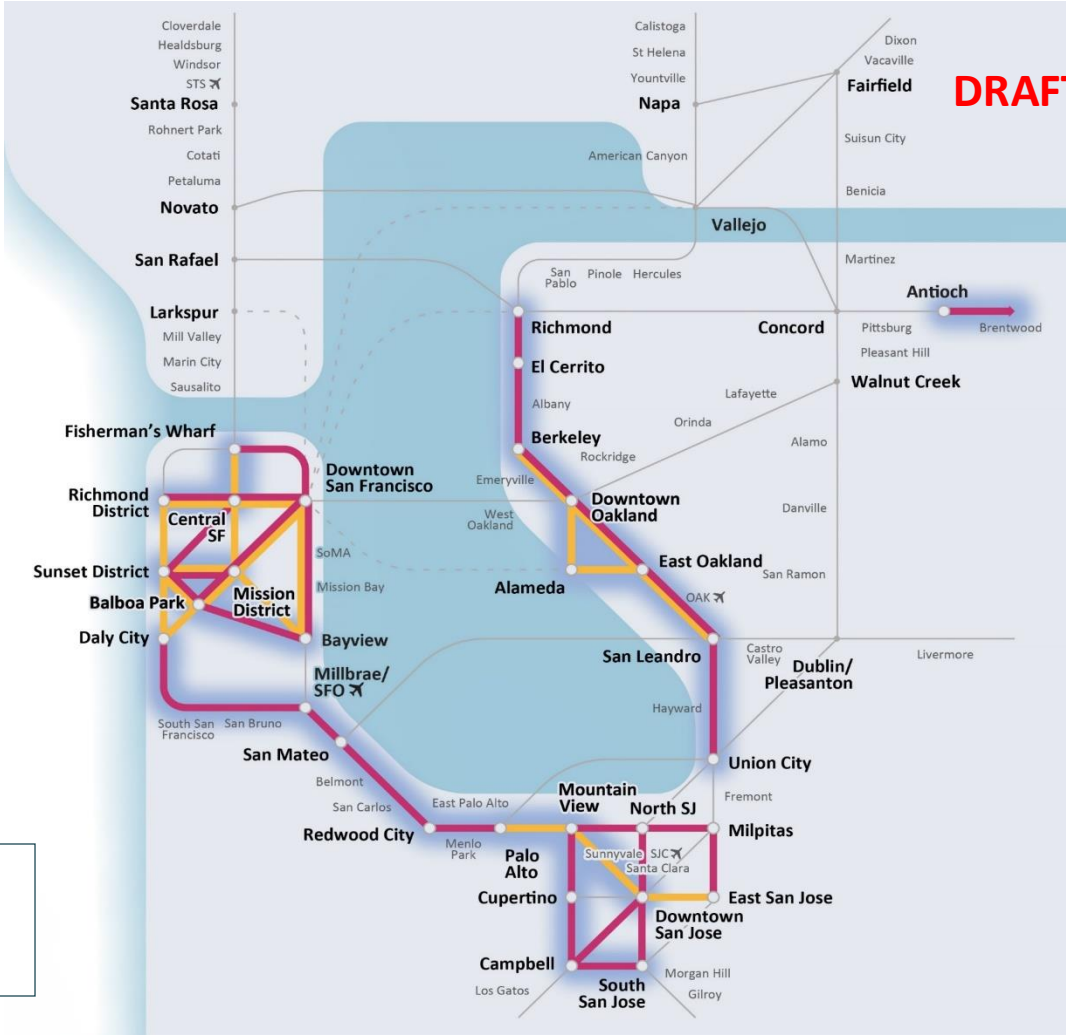 Cloverdale
Healdsburg
Windsor
STS
Santa Rosa
Rohnert Park
Cotati
Petaluma
Novato
San Rafael
Larkspur
Mill Valley
Marin City
Sausalito
Calistoga
St Helena
Yountville
Napa
American Canyon
Dixon
Vacaville
Fairfield
DRAFT
Suisun City
Benicia
Vallejo
Martinez
San
Pablo
Pinole
Hercules
Richmond
El Cerrito
Albany
Berkeley
Concord
Antioch
Pittsburg
Brentwood
Pleasant Hill
Walnut Creek
Lafayette
Orinda
Rockridge
Alamo
Danville
San Ramon
Fisherman's Wharf
Richmond
District
Central
SF
Downtown
San Francisco
Sunset District
Balboa Park
Mission
District
SoMA
Mission Bay
Daly City
Bayview
Emeryville
West
Oakland
Downtown
Oakland
Alameda
East Oakland
OAK
San Leandro
Castro
Valley
Dublin/
Pleasanton
Livermore
Hayward
Union City
Fremont
Millbrae/
SFO
South San
Francisco
San Bruno
San Mateo
Belmont
San Carlos
Redwood City
East Palo Alto
Menlo
Park
Palo
Alto
Mountain
View
North SJ
Milpitas
Sunnyvale
SJC
Santa Clara
Cupertino
Downtown
San Jose
East San Jose
Campbell
Los Gatos
South
San Jose
Morgan Hill
Gilroy